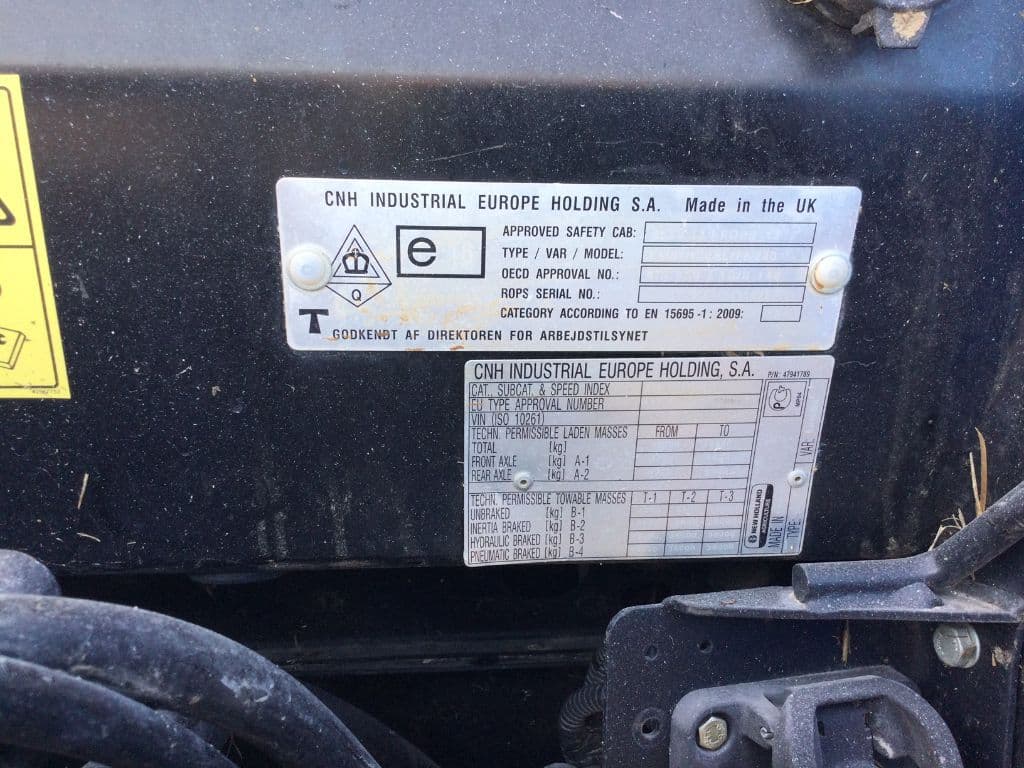 CNH INDUSTRIAL EUROPE HOLDING S.A. Made in the UK
e
APPROVED SAFETY CAB:
TYPE / VAR / MODEL:
OECD APPROVAL NO.:
ROPS SERIAL NO.:
CATEGORY ACCORDING TO EN 15695-1: 2009:
Q
T GODKENDT AF DIREKTOREN FOR ARBEJDSTILSYNET
CNH INDUSTRIAL EUROPE HOLDING, S.A. P/N: 47941789
CAT., SUBCAT. & SPEED INDEX
EU TYPE APPROVAL NUMBER
VIN (ISO 10261)
TECHN. PERMISSIBLE LADEN MASSES FROM TO
TOTAL [kg]
FRONT AXLE [kg] A-1
REAR AXLE [kg] A-2
TECHN. PERMISSIBLE TOWABLE MASSES T-1 T-2 T-3
UNBRAKED [kg] B-1
INERTIA BRAKED [kg] B-2
HYDRAULIC BRAKED [kg] B-3
PNEUMATIC BRAKED [kg] B-4
NEW HOLLAND
MADE IN
TYPE
VAR.